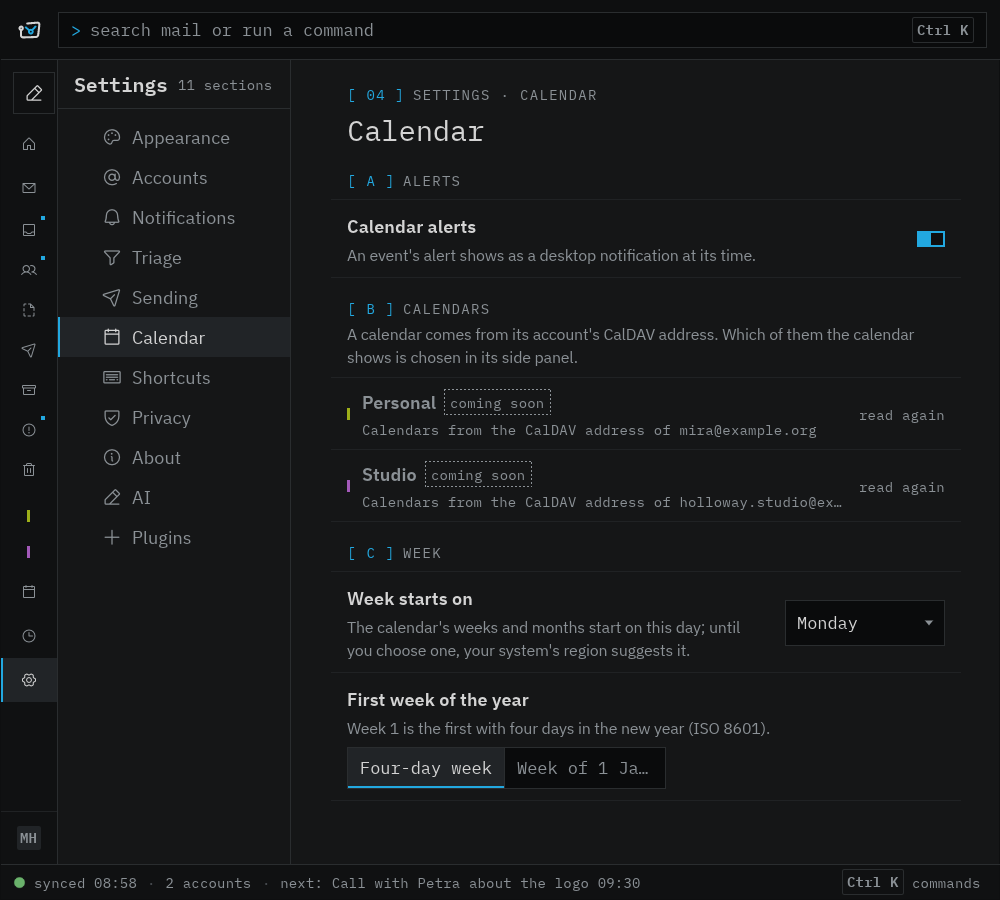 > search mail or run a command
Ctrl K
Settings 11 sections
Appearance
Accounts
Notifications
Triage
Sending
Calendar
Shortcuts
Privacy
About
AI
Plugins
[ 04 ] SETTINGS · CALENDAR
Calendar
[ A ] ALERTS
Calendar alerts
An event's alert shows as a desktop notification at its time.
[ B ] CALENDARS
A calendar comes from its account's CalDAV address. Which of them the calendar
shows is chosen in its side panel.
Personal coming soon
Calendars from the CalDAV address of mira@example.org
read again
Studio coming soon
Calendars from the CalDAV address of holloway.studio@ex…
read again
[ C ] WEEK
Week starts on
The calendar's weeks and months start on this day; until
you choose one, your system's region suggests it.
Monday
First week of the year
Week 1 is the first with four days in the new year (ISO 8601).
Four-day week
Week of 1 Ja…
MH
synced 08:58 · 2 accounts · next: Call with Petra about the logo 09:30
Ctrl K commands